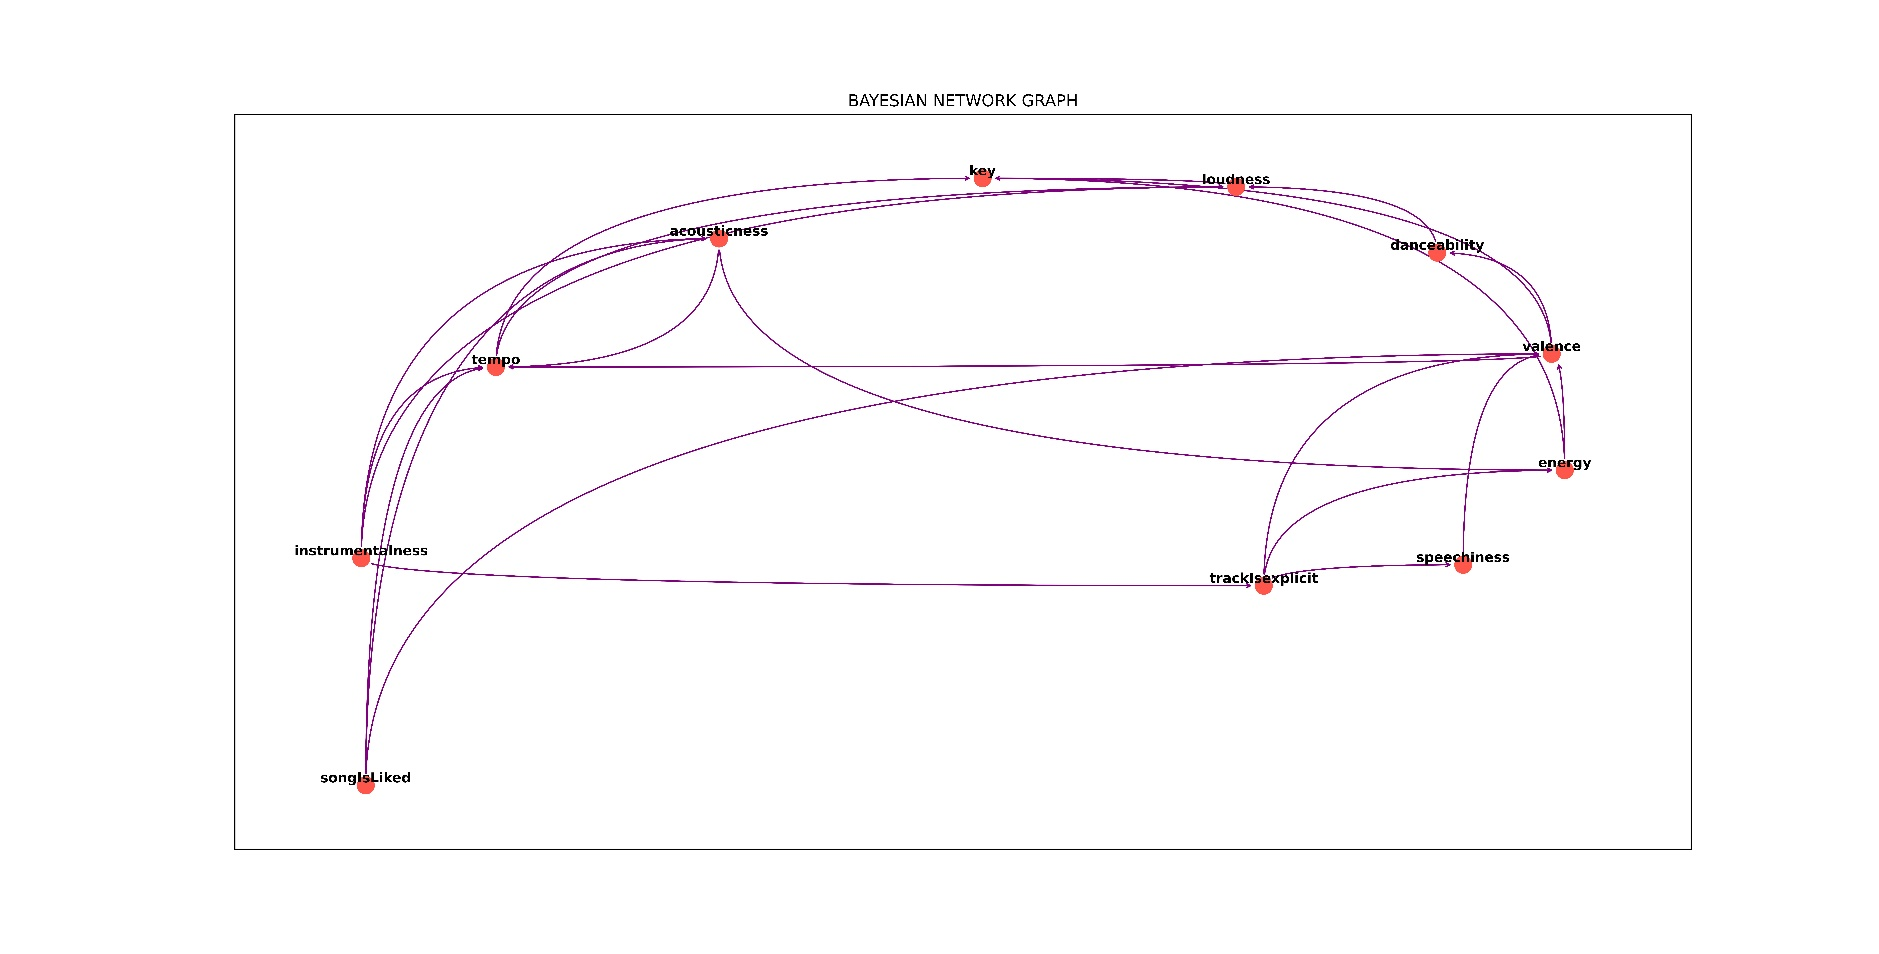 BAYESIAN NETWORK GRAPH
key
loudness
acousticness
danceability
valence
tempo
energy
instrumentalness
speechiness
trackIsexplicit
songIsLiked